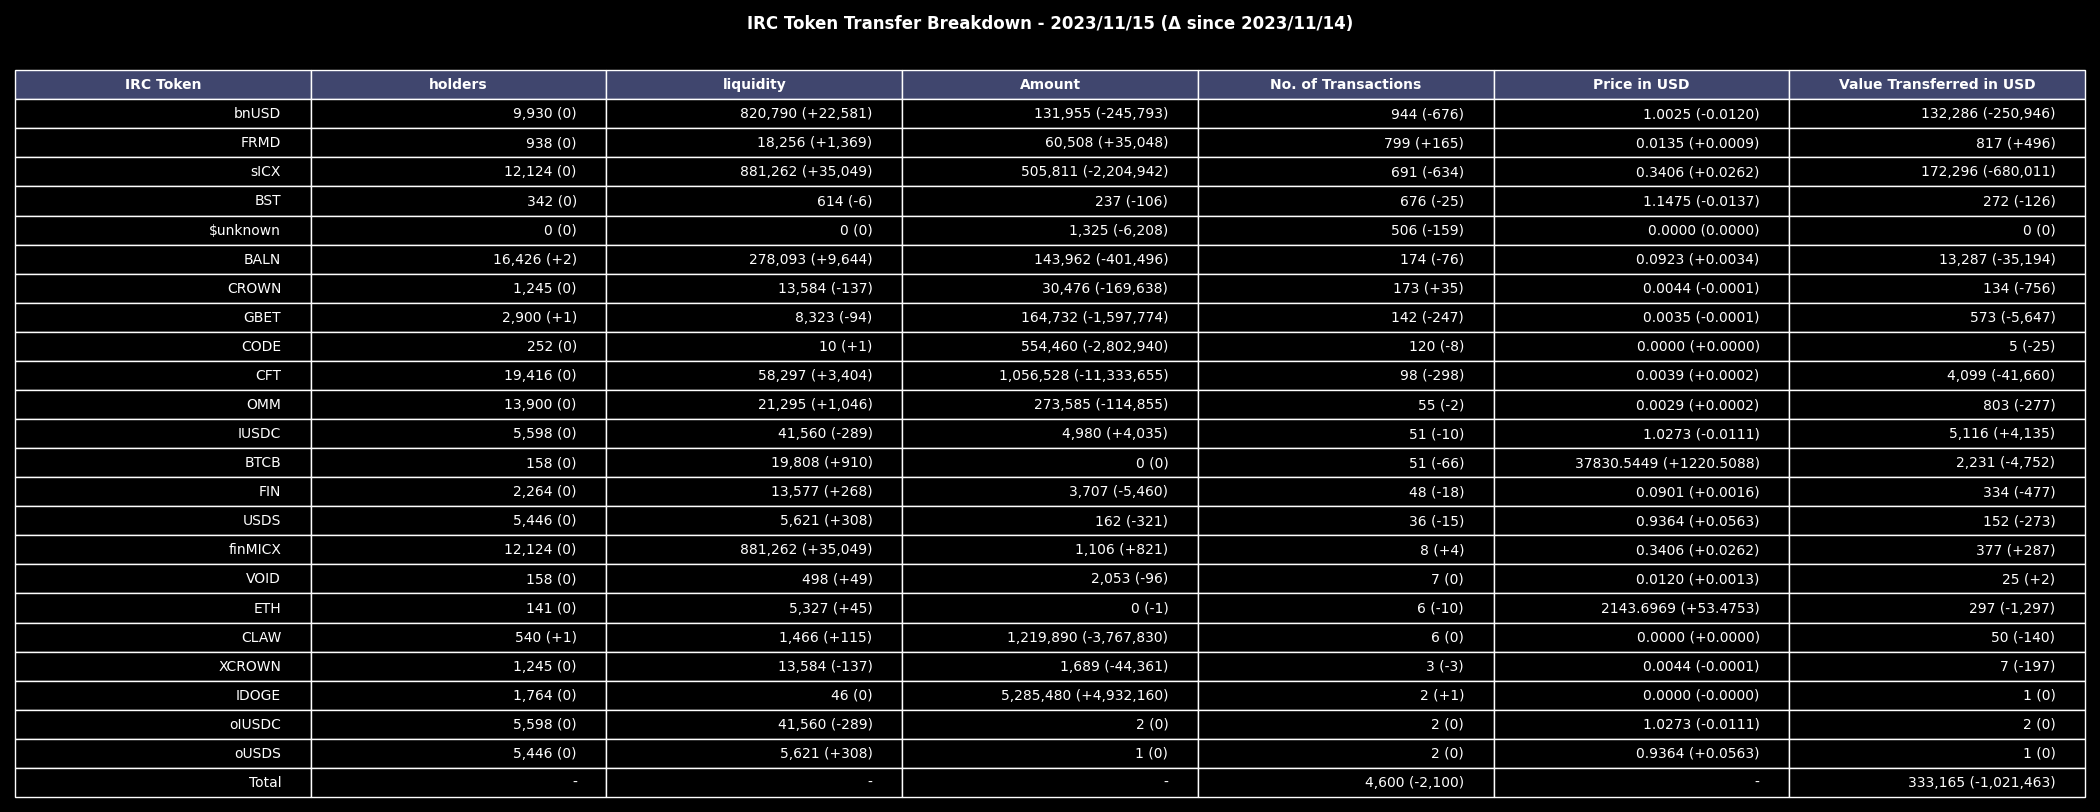 IRC Token Transfer Breakdown - 2023/11/15 (Δ since 2023/11/14)
IRC Token holders liquidity Amount No. of Transactions Price in USD Value Transferred in USD
bnUSD 9,930 (0) 820,790 (+22,581) 131,955 (-245,793) 944 (-676) 1.0025 (-0.0120) 132,286 (-250,946)
FRMD 938 (0) 18,256 (+1,369) 60,508 (+35,048) 799 (+165) 0.0135 (+0.0009) 817 (+496)
sICX 12,124 (0) 881,262 (+35,049) 505,811 (-2,204,942) 691 (-634) 0.3406 (+0.0262) 172,296 (-680,011)
BST 342 (0) 614 (-6) 237 (-106) 676 (-25) 1.1475 (-0.0137) 272 (-126)
$unknown 0 (0) 0 (0) 1,325 (-6,208) 506 (-159) 0.0000 (0.0000) 0 (0)
BALN 16,426 (+2) 278,093 (+9,644) 143,962 (-401,496) 174 (-76) 0.0923 (+0.0034) 13,287 (-35,194)
CROWN 1,245 (0) 13,584 (-137) 30,476 (-169,638) 173 (+35) 0.0044 (-0.0001) 134 (-756)
GBET 2,900 (+1) 8,323 (-94) 164,732 (-1,597,774) 142 (-247) 0.0035 (-0.0001) 573 (-5,647)
CODE 252 (0) 10 (+1) 554,460 (-2,802,940) 120 (-8) 0.0000 (+0.0000) 5 (-25)
CFT 19,416 (0) 58,297 (+3,404) 1,056,528 (-11,333,655) 98 (-298) 0.0039 (+0.0002) 4,099 (-41,660)
OMM 13,900 (0) 21,295 (+1,046) 273,585 (-114,855) 55 (-2) 0.0029 (+0.0002) 803 (-277)
IUSDC 5,598 (0) 41,560 (-289) 4,980 (+4,035) 51 (-10) 1.0273 (-0.0111) 5,116 (+4,135)
BTCB 158 (0) 19,808 (+910) 0 (0) 51 (-66) 37830.5449 (+1220.5088) 2,231 (-4,752)
FIN 2,264 (0) 13,577 (+268) 3,707 (-5,460) 48 (-18) 0.0901 (+0.0016) 334 (-477)
USDS 5,446 (0) 5,621 (+308) 162 (-321) 36 (-15) 0.9364 (+0.0563) 152 (-273)
finMICX 12,124 (0) 881,262 (+35,049) 1,106 (+821) 8 (+4) 0.3406 (+0.0262) 377 (+287)
VOID 158 (0) 498 (+49) 2,053 (-96) 7 (0) 0.0120 (+0.0013) 25 (+2)
ETH 141 (0) 5,327 (+45) 0 (-1) 6 (-10) 2143.6969 (+53.4753) 297 (-1,297)
CLAW 540 (+1) 1,466 (+115) 1,219,890 (-3,767,830) 6 (0) 0.0000 (+0.0000) 50 (-140)
XCROWN 1,245 (0) 13,584 (-137) 1,689 (-44,361) 3 (-3) 0.0044 (-0.0001) 7 (-197)
IDOGE 1,764 (0) 46 (0) 5,285,480 (+4,932,160) 2 (+1) 0.0000 (-0.0000) 1 (0)
oIUSDC 5,598 (0) 41,560 (-289) 2 (0) 2 (0) 1.0273 (-0.0111) 2 (0)
oUSDS 5,446 (0) 5,621 (+308) 1 (0) 2 (0) 0.9364 (+0.0563) 1 (0)
Total - - - 4,600 (-2,100) - 333,165 (-1,021,463)